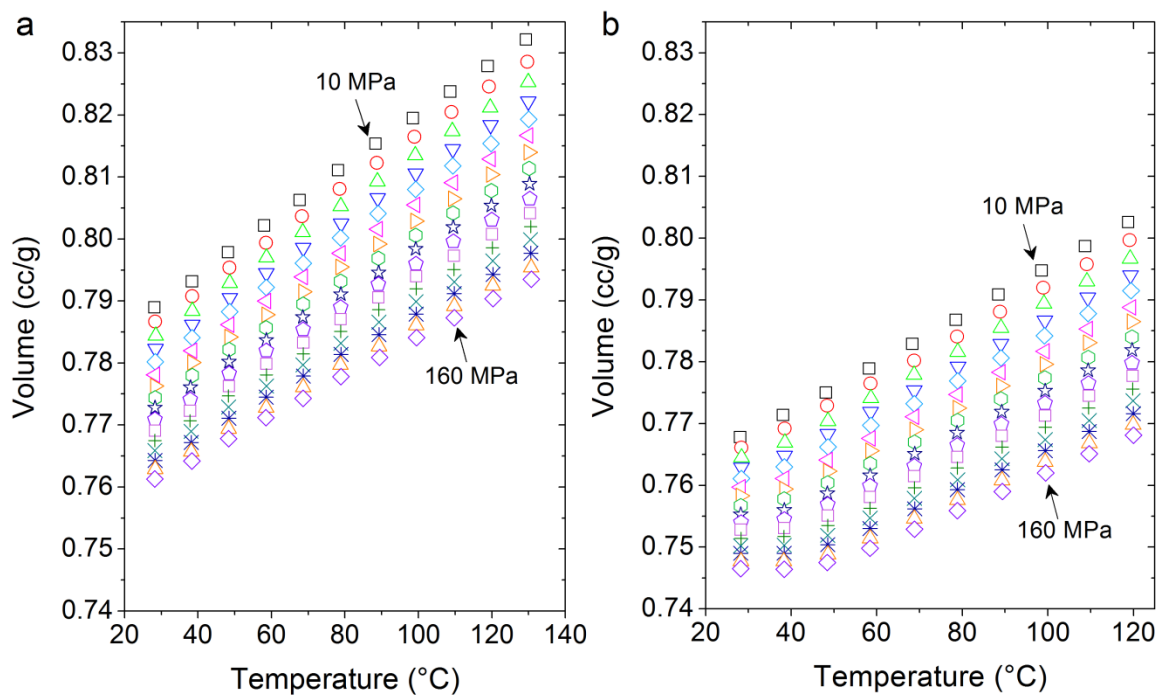 a
0.83
0.82
0.81
0.80
0.79
0.78
0.77
0.76
0.75
0.74
Volume (cc/g)
10 MPa
160 MPa
20 40 60 80 100 120 140
Temperature (°C)
b
0.83
0.82
0.81
0.80
0.79
0.78
0.77
0.76
0.75
0.74
Volume (cc/g)
10 MPa
160 MPa
20 40 60 80 100 120
Temperature (°C)